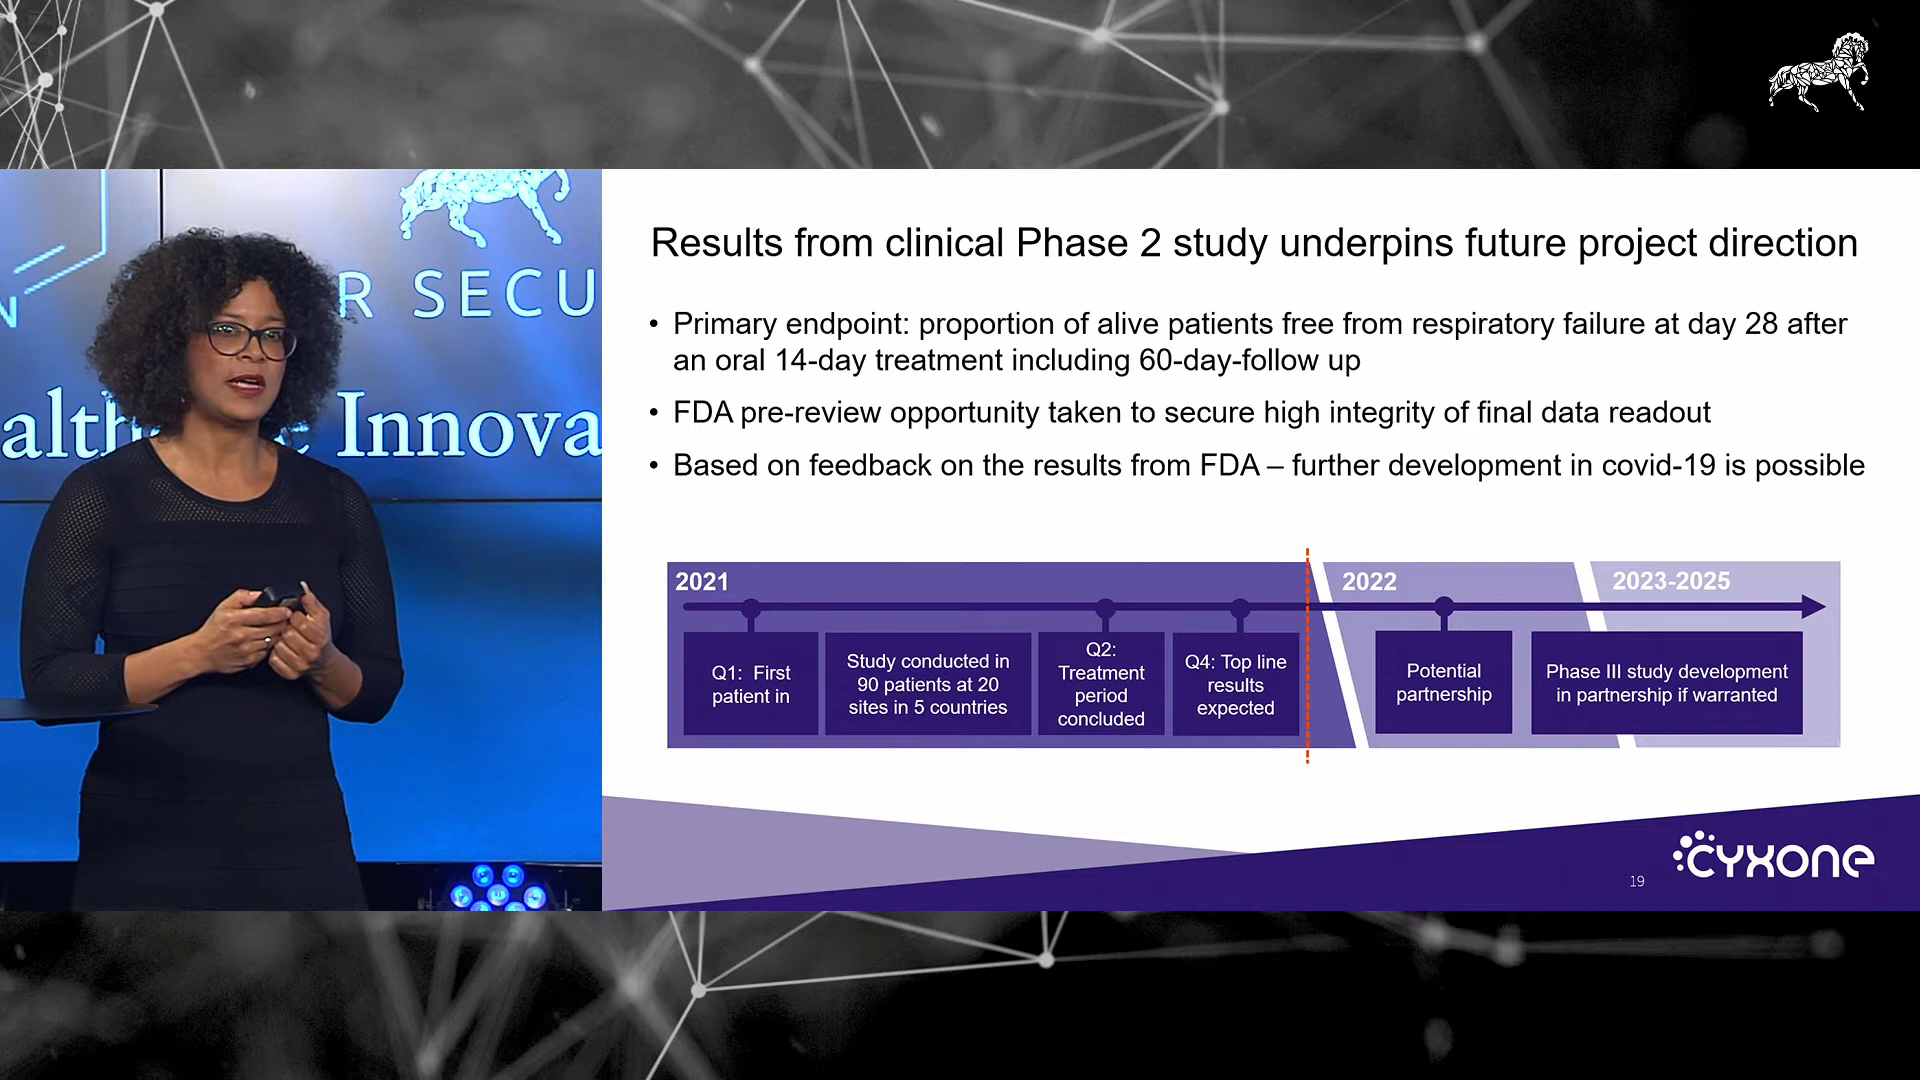 R SECU
N
alth e Innova
Results from clinical Phase 2 study underpins future project direction
• Primary endpoint: proportion of alive patients free from respiratory failure at day 28 after
an oral 14-day treatment including 60-day-follow up
• FDA pre-review opportunity taken to secure high integrity of final data readout
• Based on feedback on the results from FDA – further development in covid-19 is possible
2021
2022
2023-2025
Q1: First
patient in
Study conducted in
90 patients at 20
sites in 5 countries
Q2:
Treatment
period
concluded
Q4: Top line
results
expected
Potential
partnership
Phase III study development
in partnership if warranted
19
CYXONE